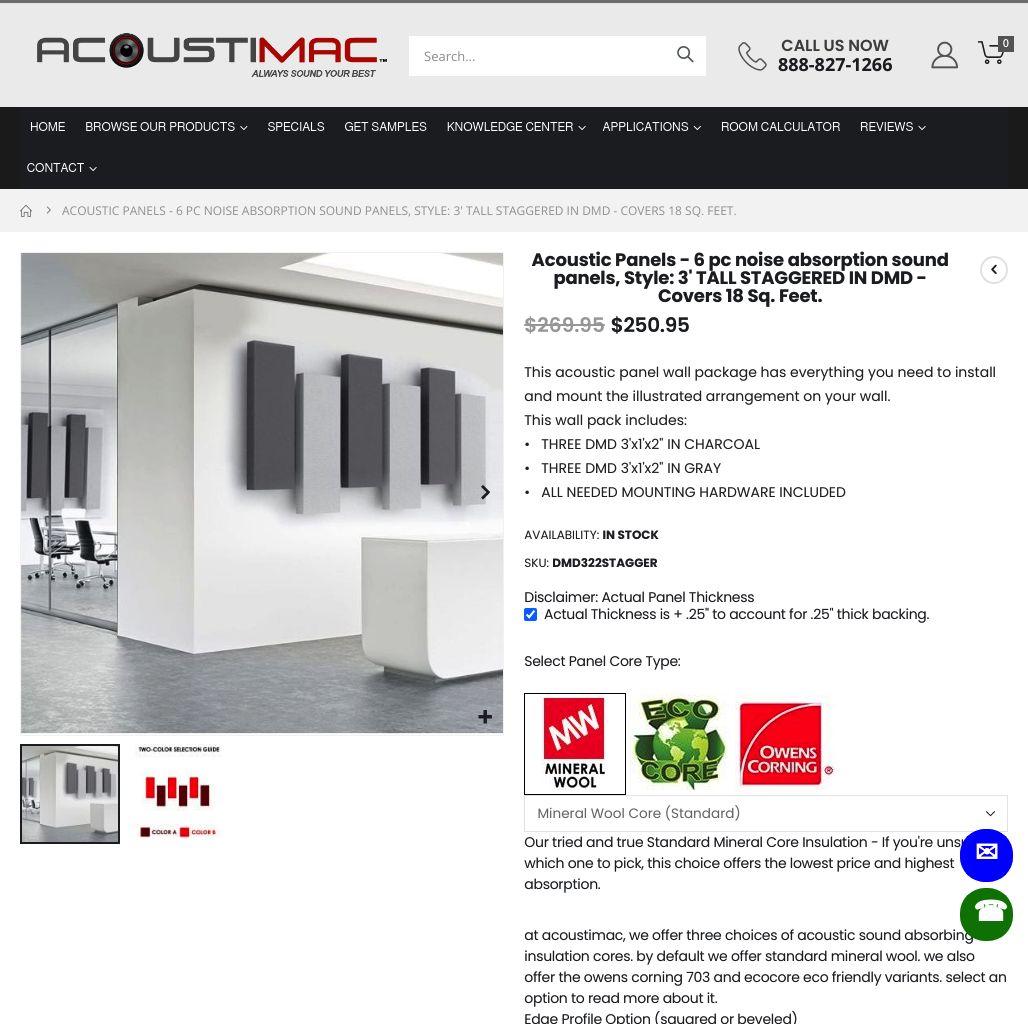 ACOUSTIMAC™
ALWAYS SOUND YOUR BEST
Search...
CALL US NOW
888-827-1266
0
HOME
BROWSE OUR PRODUCTS
SPECIALS
GET SAMPLES
KNOWLEDGE CENTER
APPLICATIONS
ROOM CALCULATOR
REVIEWS
CONTACT
ACOUSTIC PANELS - 6 PC NOISE ABSORPTION SOUND PANELS, STYLE: 3' TALL STAGGERED IN DMD - COVERS 18 SQ. FEET.
Acoustic Panels - 6 pc noise absorption sound
panels, Style: 3' TALL STAGGERED IN DMD -
Covers 18 Sq. Feet.
$269.95 $250.95
This acoustic panel wall package has everything you need to install
and mount the illustrated arrangement on your wall.
This wall pack includes:
• THREE DMD 3'x1'x2" IN CHARCOAL
• THREE DMD 3'x1'x2" IN GRAY
• ALL NEEDED MOUNTING HARDWARE INCLUDED
AVAILABILITY: IN STOCK
SKU: DMD322STAGGER
Disclaimer: Actual Panel Thickness
Actual Thickness is + .25" to account for .25" thick backing.
Select Panel Core Type:
MW
MINERAL
WOOL
ECO
CORE
OWENS
CORNING ®
TWO-COLOR SELECTION GUIDE
COLOR A COLOR B
Mineral Wool Core (Standard)
Our tried and true Standard Mineral Core Insulation - If you're
which one to pick, this choice offers the lowest price and highest
absorption.
at acoustimac, we offer three choices of acoustic sound absorbing
insulation cores. by default we offer standard mineral wool. we also
offer the owens corning 703 and ecocore eco friendly variants. select an
option to read more about it.
Edge Profile Option (squared or beveled)